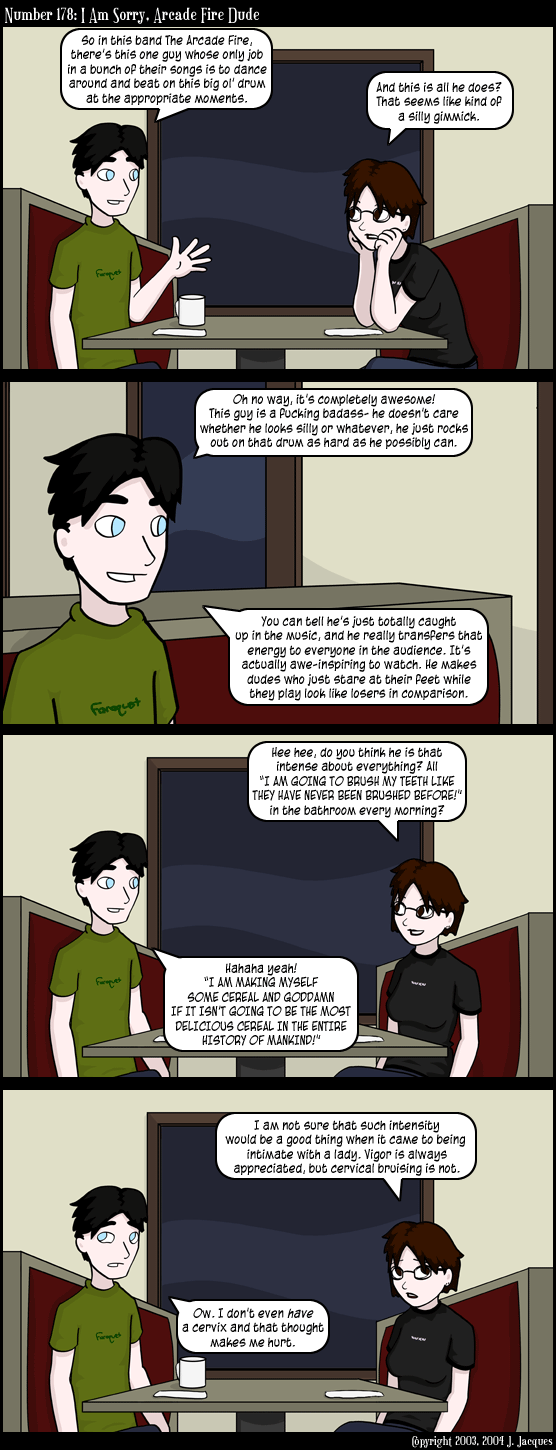 Number 178: I Am Sorry, Arcade Fire Dude
So in this band The Arcade Fire,
there's this one guy whose only job
in a bunch of their songs is to dance
around and beat on this big ol' drum
at the appropriate moments.
And this is all he does?
That seems like kind of
a silly gimmick.
Faraquet
Oh no way, it's completely awesome!
This guy is a fucking badass- he doesn't care
whether he looks silly or whatever, he just rocks
out on that drum as hard as he possibly can.
You can tell he's just totally caught
up in the music, and he really transfers that
energy to everyone in the audience. It's
actually awe-inspiring to watch. He makes
dudes who just stare at their feet while
they play look like losers in comparison.
Faraquet
Hee hee, do you think he is that
intense about everything? All
"I AM GOING TO BRUSH MY TEETH LIKE
THEY HAVE NEVER BEEN BRUSHED BEFORE!"
in the bathroom every morning?
Faraquet
Hahaha yeah!
"I AM MAKING MYSELF
SOME CEREAL AND GODDAMN
IF IT ISN'T GOING TO BE THE MOST
DELICIOUS CEREAL IN THE ENTIRE
HISTORY OF MANKIND!"
I am not sure that such intensity
would be a good thing when it came to being
intimate with a lady. Vigor is always
appreciated, but cervical bruising is not.
Faraquet
Ow. I don't even have
a cervix and that thought
makes me hurt.
Copyright 2003, 2004 J. Jacques